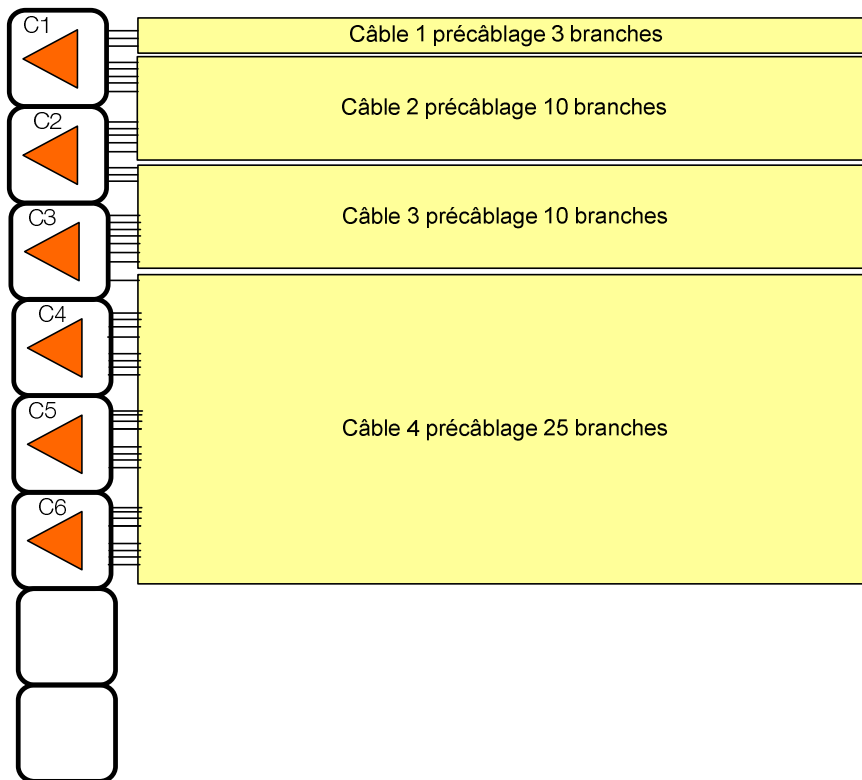 C1
Câble 1 précâblage 3 branches
Câble 2 précâblage 10 branches
C2
Câble 3 précâblage 10 branches
C3
C4
C5
Câble 4 précâblage 25 branches
C6